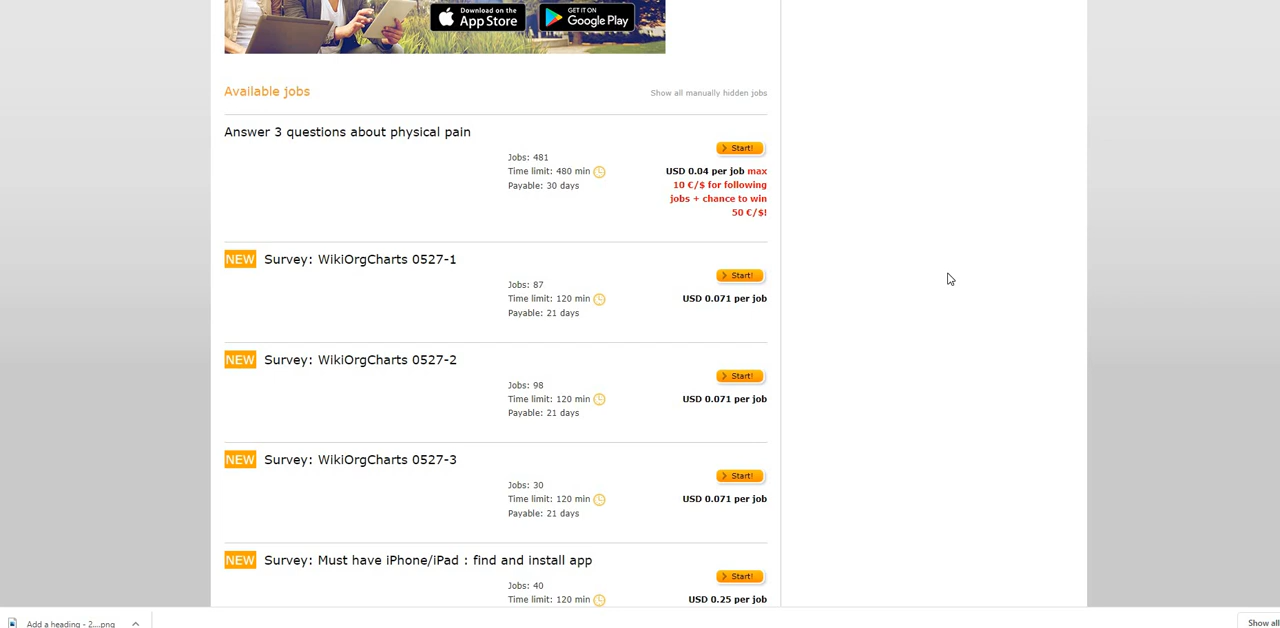 Download on the
App Store
GET IT ON
Google Play
Available jobs
Show all manually hidden jobs
Answer 3 questions about physical pain
Start!
Jobs: 481
Time limit: 480 min
Payable: 30 days
USD 0.04 per job max
10 €/$ for following
jobs + chance to win
50 €/$!
NEW Survey: WikiOrgCharts 0527-1
Start!
Jobs: 87
Time limit: 120 min
Payable: 21 days
USD 0.071 per job
NEW Survey: WikiOrgCharts 0527-2
Start!
Jobs: 98
Time limit: 120 min
Payable: 21 days
USD 0.071 per job
NEW Survey: WikiOrgCharts 0527-3
Start!
Jobs: 30
Time limit: 120 min
Payable: 21 days
USD 0.071 per job
NEW Survey: Must have iPhone/iPad : find and install app
Start!
Jobs: 40
Time limit: 120 min
USD 0.25 per job
Add a heading - 2....png
Show all